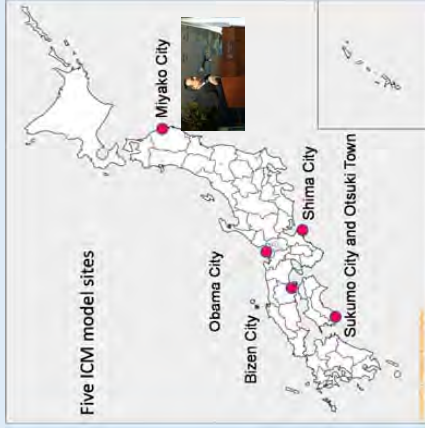 Five ICM model sites
Miyako City
Obama City
Bizen City
Shima City
Sukumo City and Otsuki Town